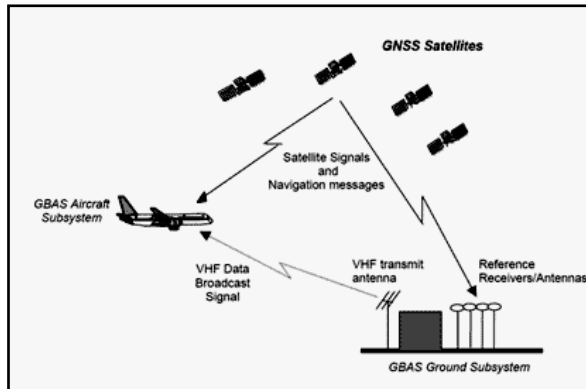 GNSS Satellites
Satellite Signals
and
Navigation messages
GBAS Aircraft
Subsystem
VHF Data
Broadcast
Signal
VHF transmit
antenna
Reference
Receivers/Antennas
GBAS Ground Subsystem